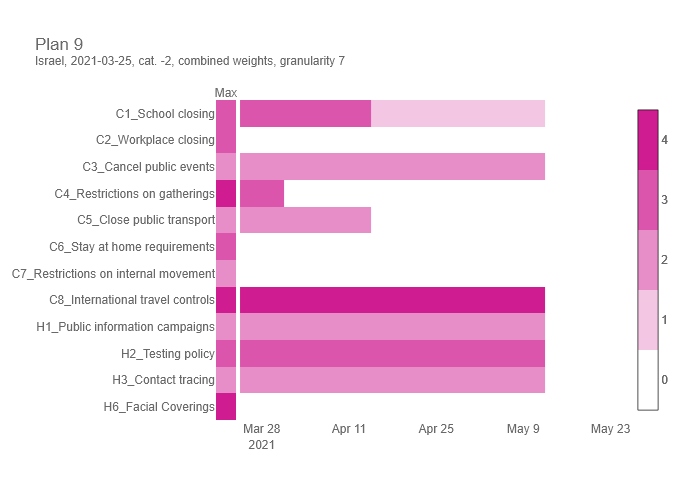 Plan 9
Israel, 2021-03-25, cat. -2, combined weights, granularity 7
Max
C1_School closing
C2_Workplace closing
C3_Cancel public events
C4_Restrictions on gatherings
C5_Close public transport
C6_Stay at home requirements
C7_Restrictions on internal movement
C8_International travel controls
H1_Public information campaigns
H2_Testing policy
H3_Contact tracing
H6_Facial Coverings
Mar 28 Apr 11 Apr 25 May 9 May 23
2021
4
3
2
1
0